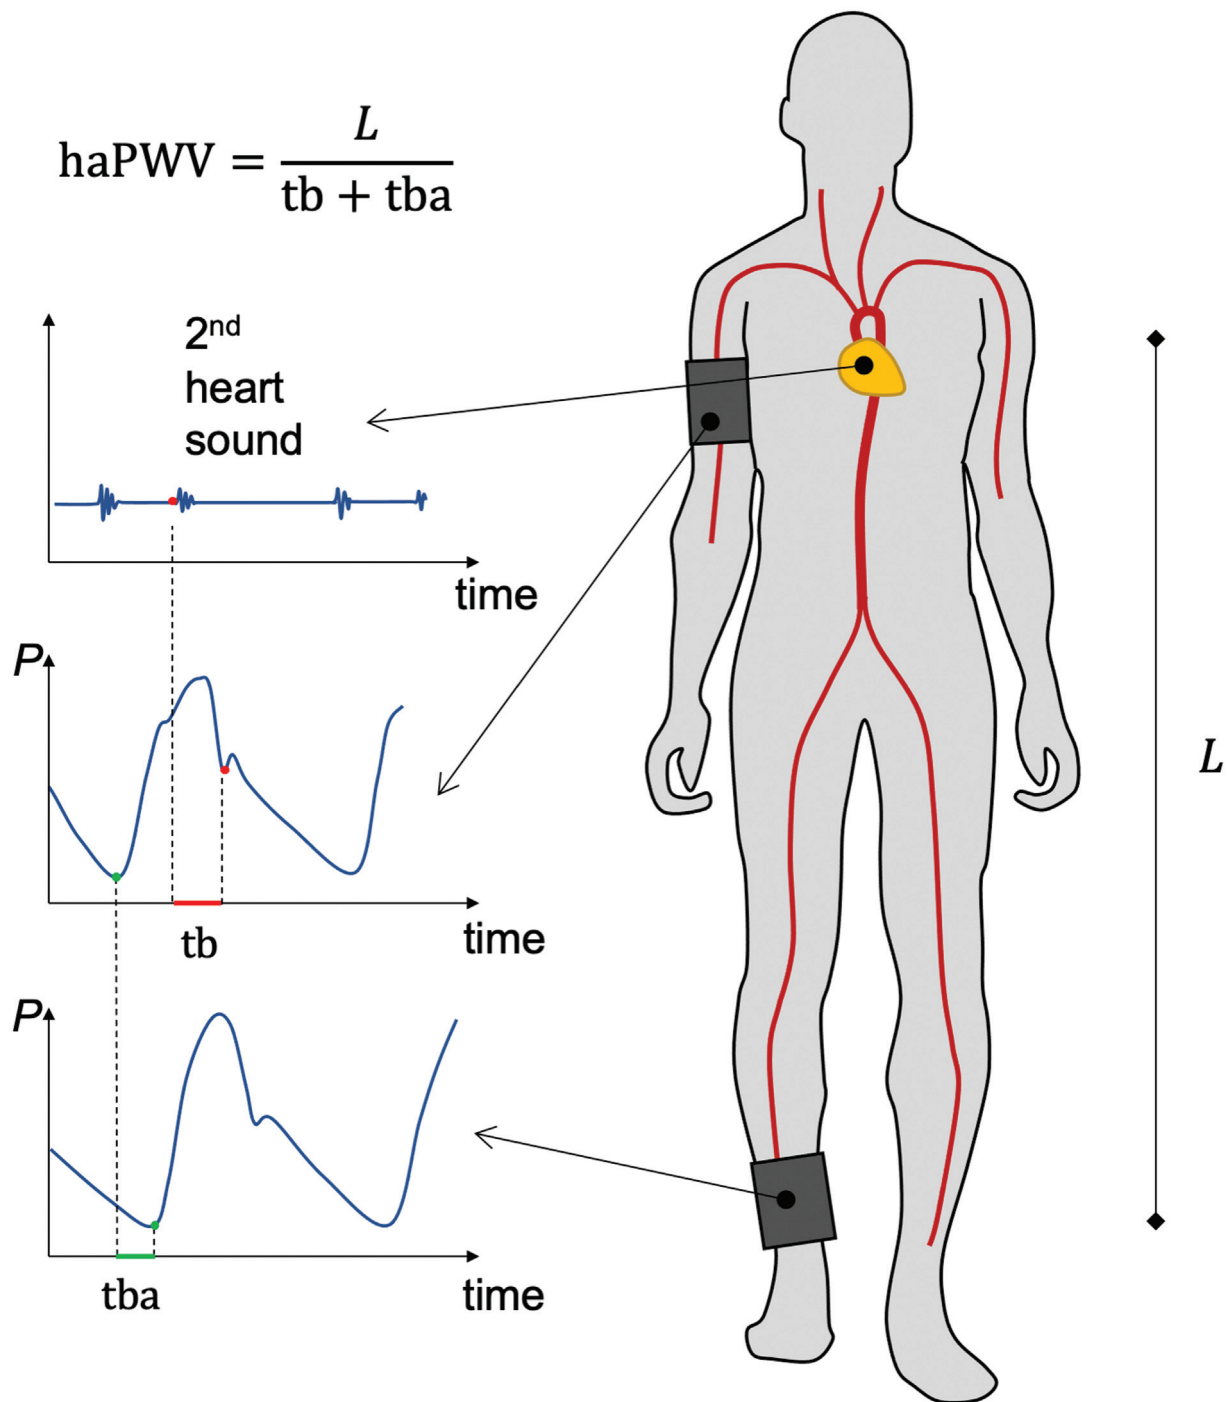 haPWV = L / (tb + tba)
2nd
heart
sound
time
P
tb
time
P
tba
time
L